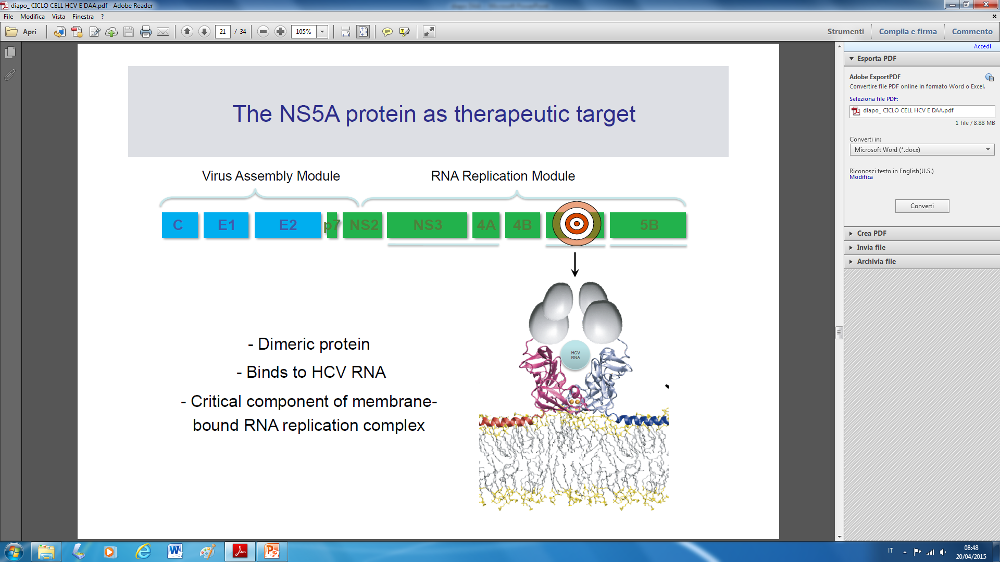 diapo_ CICLO CELL HCV E DAA.pdf - Adobe Reader
File Modifica Vista Finestra ?
Apri 21 / 34 105% Strumenti Compila e firma Commento
Accedi
Esporta PDF
Adobe ExportPDF
Convertire file PDF online in formato Word o Excel.
Seleziona file PDF:
diapo_ CICLO CELL HCV E DAA.pdf
1 file / 8.88 MB
Converti in:
Microsoft Word (*.docx)
Riconosci testo in English(U.S.)
Modifica
Converti
Crea PDF
Invia file
Archivia file
The NS5A protein as therapeutic target
Virus Assembly Module RNA Replication Module
C E1 E2 p7 NS2 NS3 4A 4B 5B
HCV
RNA
- Dimeric protein
- Binds to HCV RNA
- Critical component of membrane-
bound RNA replication complex
IT
08:48
20/04/2015